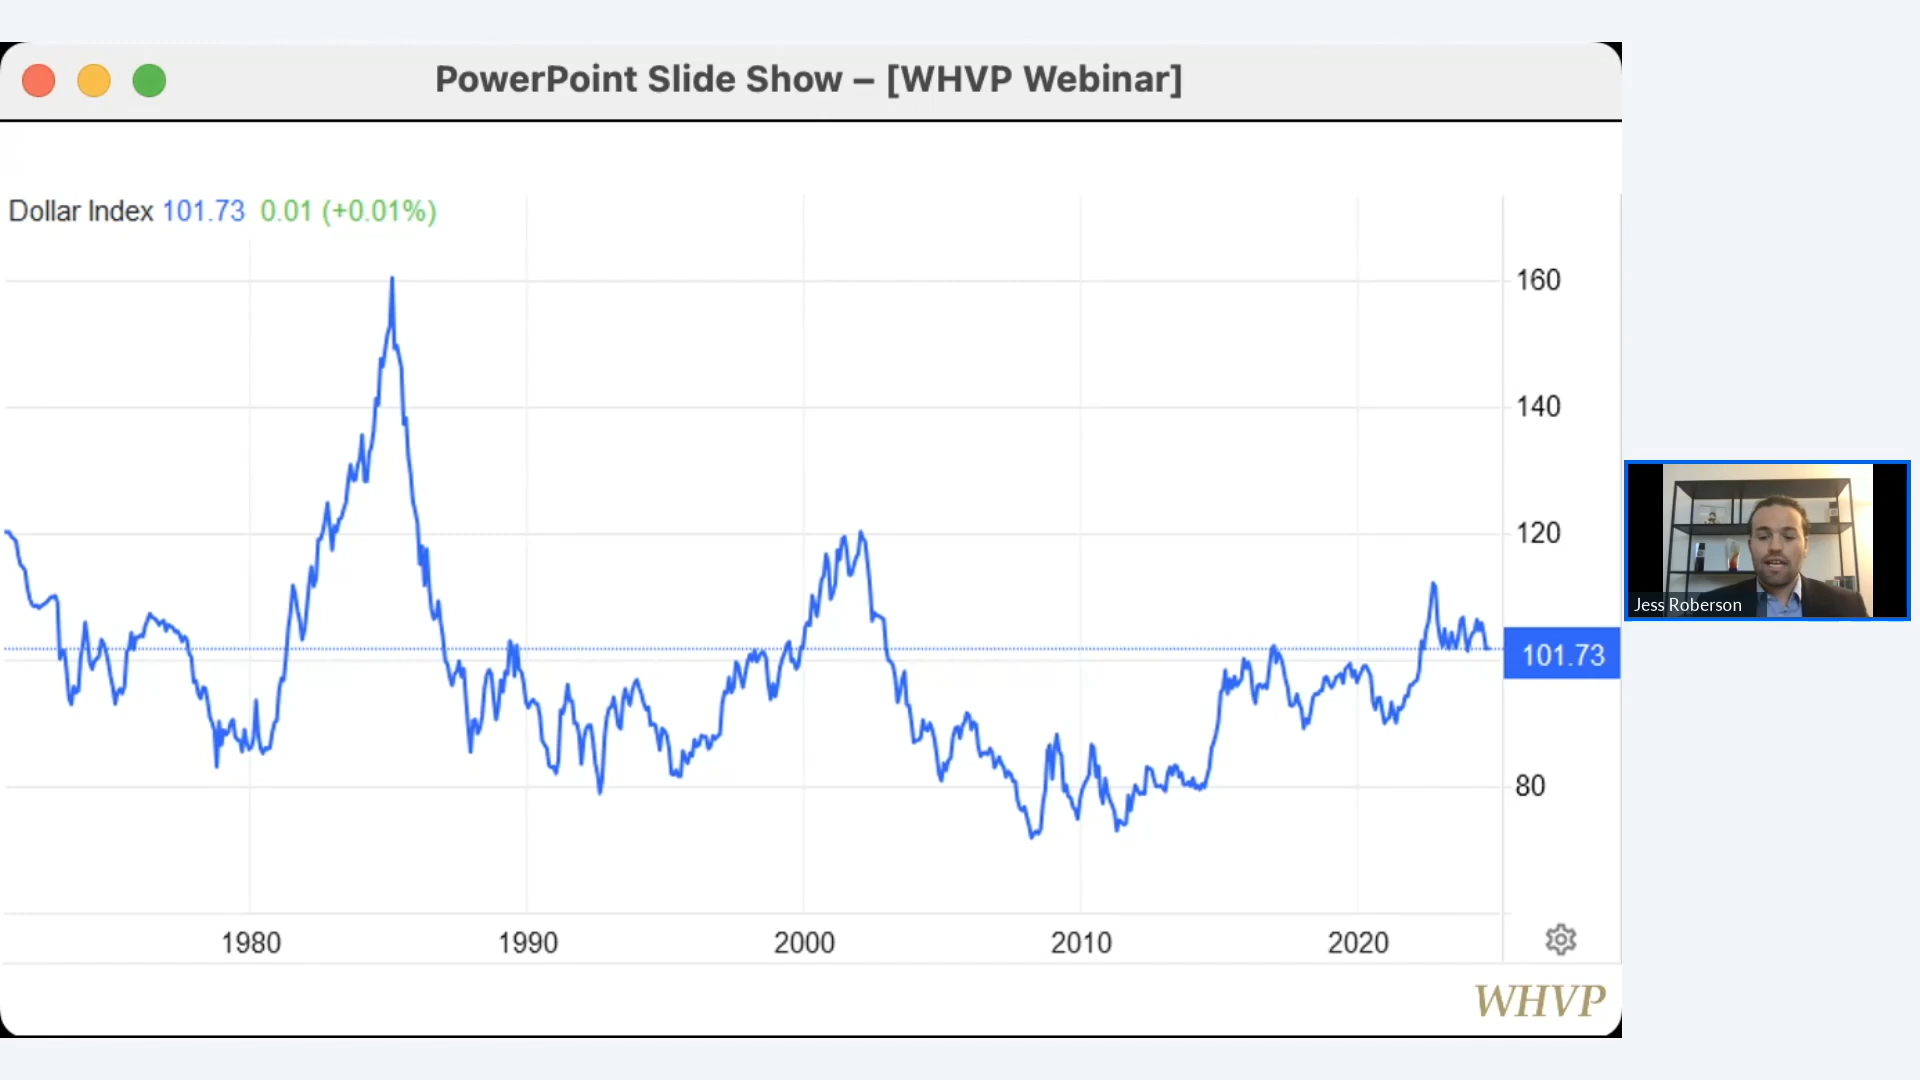 PowerPoint Slide Show – [WHVP Webinar]
Dollar Index 101.73 0.01 (+0.01%)
160
140
120
101.73
80
1980 1990 2000 2010 2020
WHVP
Jess Roberson